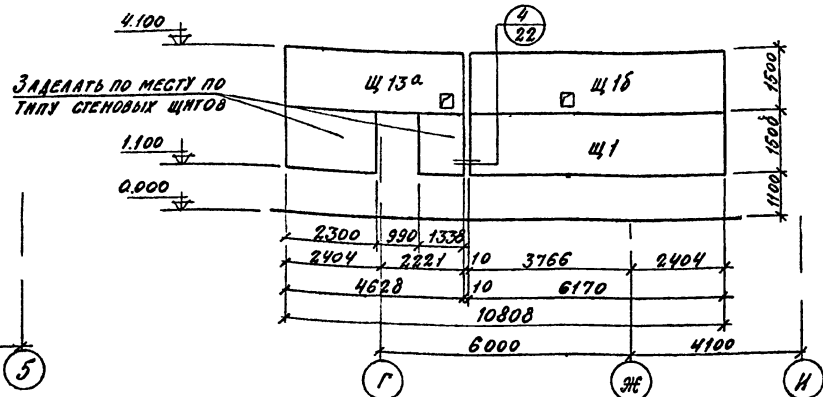 4.100
4
22
Щ 13а
Щ 1б
1500
ЗАДЕЛАТЬ ПО МЕСТУ ПО
ТИПУ СТЕНОВЫХ ЩИТОВ
1.100
Щ1
1500
0.000
1100
2300 990 1338
2404 2221 10 3766 2404
4628 10 6170
10808
6000 4100
5 Г Ж И